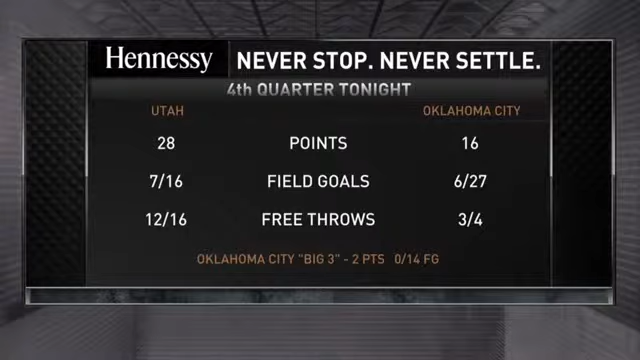 Hennessy NEVER STOP. NEVER SETTLE.
4th QUARTER TONIGHT
UTAH OKLAHOMA CITY
28 POINTS 16
7/16 FIELD GOALS 6/27
12/16 FREE THROWS 3/4
OKLAHOMA CITY "BIG 3" - 2 PTS 0/14 FG